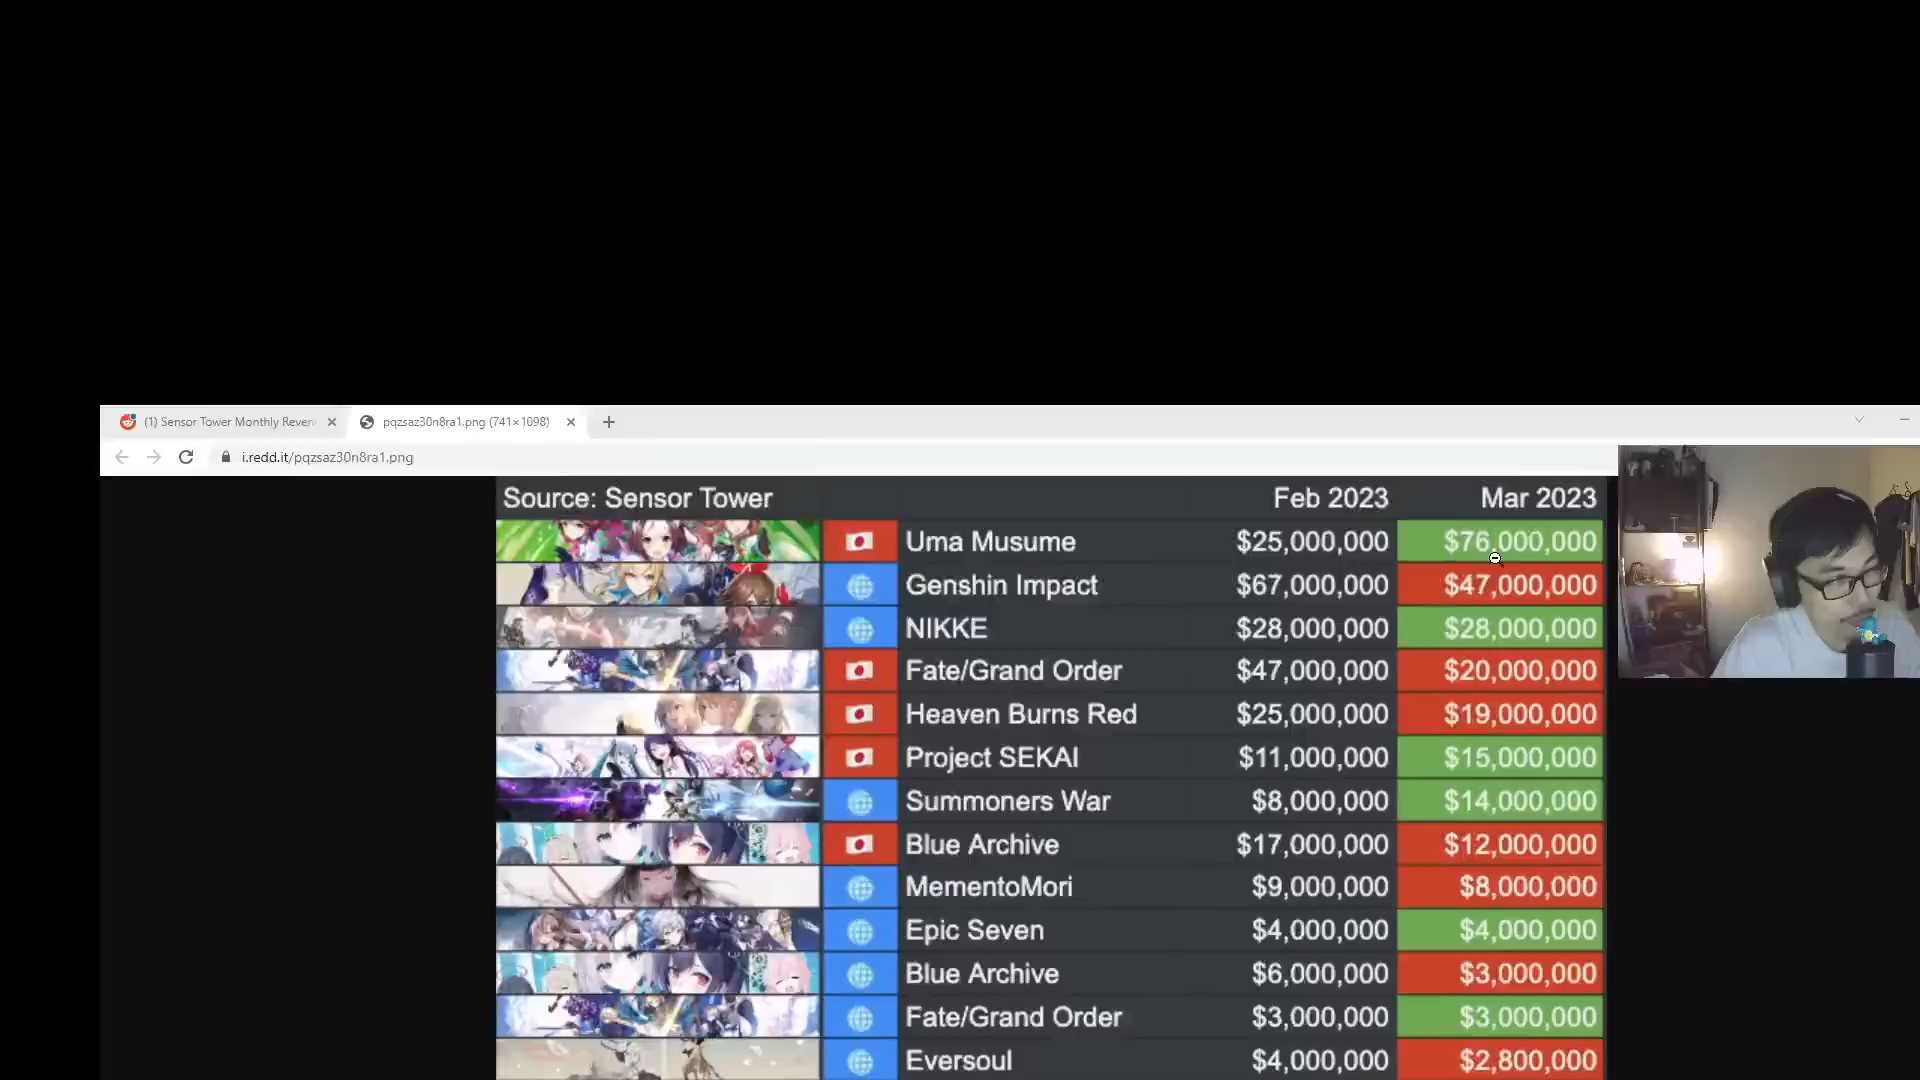 (1) Sensor Tower Monthly Reven
pqzsaz30n8ra1.png (741×1098)
i.redd.it/pqzsaz30n8ra1.png
Source: Sensor Tower Feb 2023 Mar 2023
Uma Musume $25,000,000 $76,000,000
Genshin Impact $67,000,000 $47,000,000
NIKKE $28,000,000 $28,000,000
Fate/Grand Order $47,000,000 $20,000,000
Heaven Burns Red $25,000,000 $19,000,000
Project SEKAI $11,000,000 $15,000,000
Summoners War $8,000,000 $14,000,000
Blue Archive $17,000,000 $12,000,000
MementoMori $9,000,000 $8,000,000
Epic Seven $4,000,000 $4,000,000
Blue Archive $6,000,000 $3,000,000
Fate/Grand Order $3,000,000 $3,000,000
Eversoul $4,000,000 $2,800,000